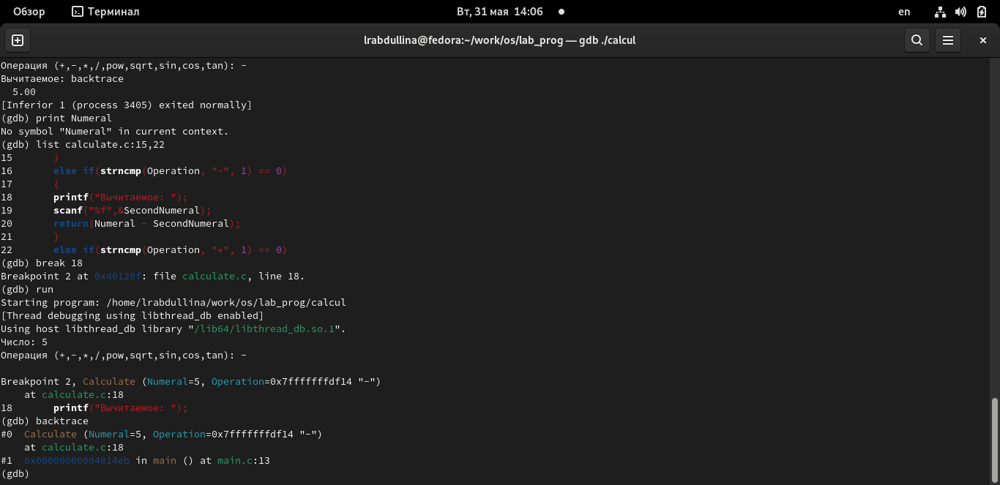 Обзор Терминал Вт, 31 мая 14:06 en
lrabdullina@fedora:~/work/os/lab_prog — gdb ./calcul
Операция (+,-,*,/,pow,sqrt,sin,cos,tan): -
Вычитаемое: backtrace
  5.00
[Inferior 1 (process 3405) exited normally]
(gdb) print Numeral
No symbol "Numeral" in current context.
(gdb) list calculate.c:15,22
15       }
16       else if(strncmp(Operation, "-", 1) == 0)
17       {
18       printf("Вычитаемое: ");
19       scanf("%f",&SecondNumeral);
20       return(Numeral - SecondNumeral);
21       }
22       else if(strncmp(Operation, "*", 1) == 0)
(gdb) break 18
Breakpoint 2 at 0x40120f: file calculate.c, line 18.
(gdb) run
Starting program: /home/lrabdullina/work/os/lab_prog/calcul
[Thread debugging using libthread_db enabled]
Using host libthread_db library "/lib64/libthread_db.so.1".
Число: 5
Операция (+,-,*,/,pow,sqrt,sin,cos,tan): -
Breakpoint 2, Calculate (Numeral=5, Operation=0x7fffffffdf14 "-")
    at calculate.c:18
18       printf("Вычитаемое: ");
(gdb) backtrace
#0  Calculate (Numeral=5, Operation=0x7fffffffdf14 "-")
    at calculate.c:18
#1  0x00000000004014eb in main () at main.c:13
(gdb)